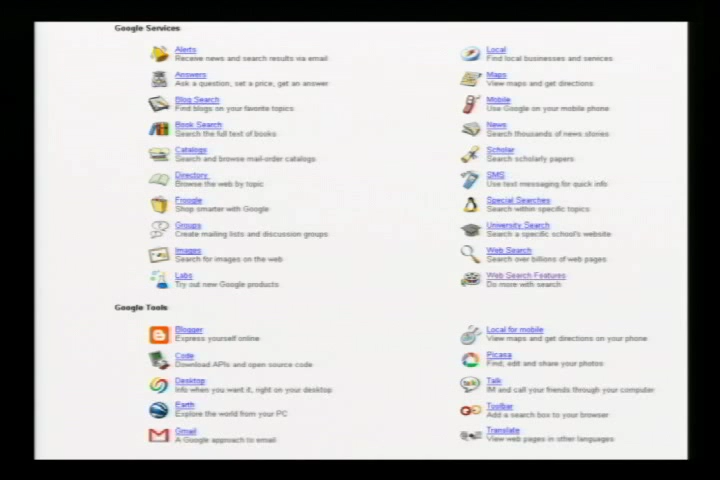 Google Services
Alerts
Receive news and search results via email
Answers
Ask a question, set a price, get an answer
Blog Search
Find blogs on your favorite topics
Book Search
Search the full text of books
Catalogs
Search and browse mail-order catalogs
Directory
Browse the web by topic
Froogle
Shop smarter with Google
Groups
Create mailing lists and discussion groups
Images
Search for images on the web
Labs
Try out new Google products
Local
Find local businesses and services
Maps
View maps and get directions
Mobile
Use Google on your mobile phone
News
Search thousands of news stories
Scholar
Search scholarly papers
SMS
Use text messaging for quick info
Special Searches
Search within specific topics
University Search
Search a specific school's website
Web Search
Search over billions of web pages
Web Search Features
Do more with search
Google Tools
Blogger
Express yourself online
Code
Download APIs and open source code
Desktop
Info when you want it, right on your desktop
Earth
Explore the world from your PC
Gmail
A Google approach to email
Local for mobile
View maps and get directions on your phone
Picasa
Find, edit and share your photos
Talk
IM and call your friends through your computer
Toolbar
Add a search box to your browser
Translate
View web pages in other languages